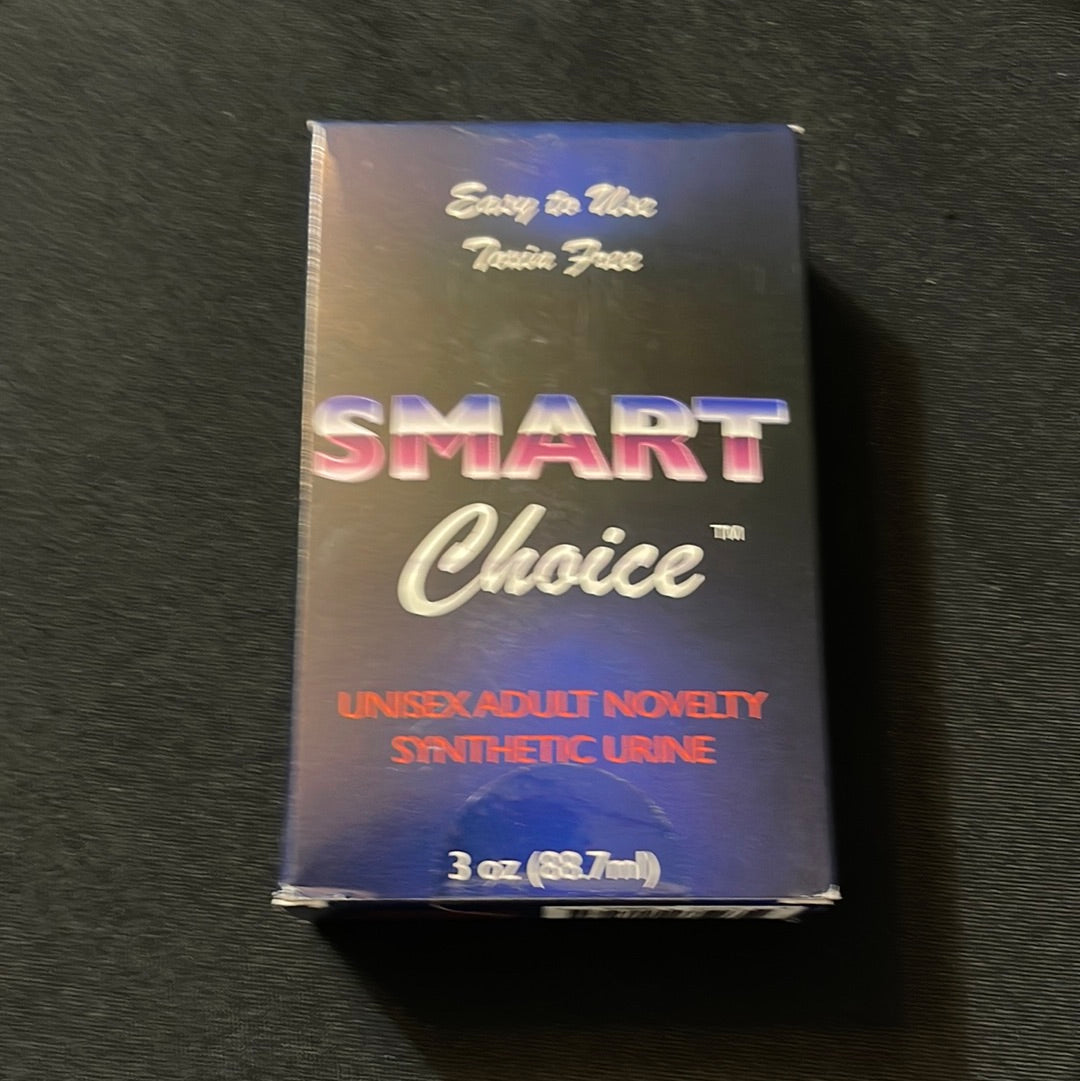 Easy to Use
Toxin Free
SMART
Choice™
UNISEX ADULT NOVELTY
SYNTHETIC URINE
3 oz (88.7ml)